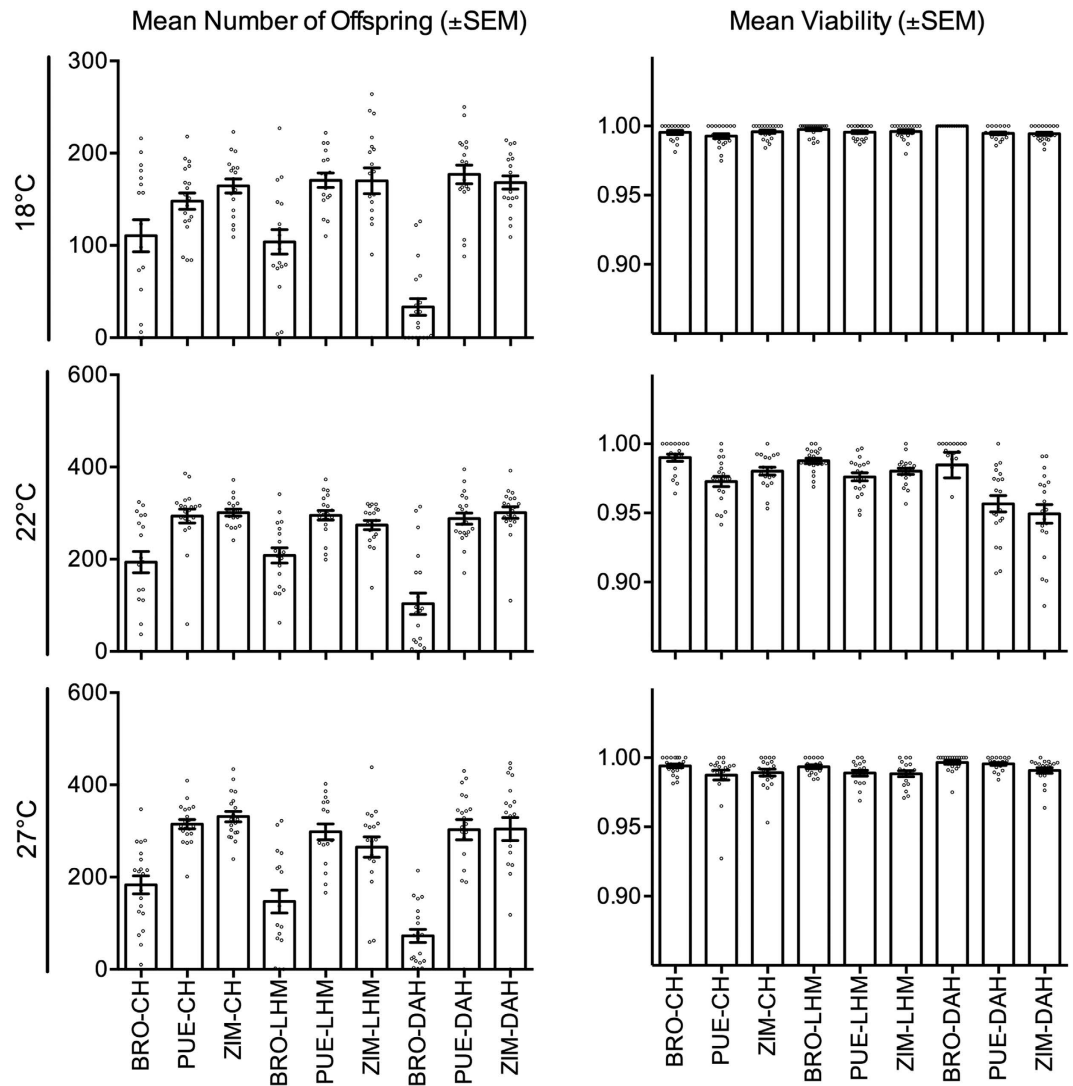 Mean Number of Offspring (±SEM)
Mean Viability (±SEM)
18°C
300
200
100
0
1.00
0.95
0.90
22°C
600
400
200
0
1.00
0.95
0.90
27°C
600
400
200
0
1.00
0.95
0.90
BRO-CH
PUE-CH
ZIM-CH
BRO-LHM
PUE-LHM
ZIM-LHM
BRO-DAH
PUE-DAH
ZIM-DAH
BRO-CH
PUE-CH
ZIM-CH
BRO-LHM
PUE-LHM
ZIM-LHM
BRO-DAH
PUE-DAH
ZIM-DAH